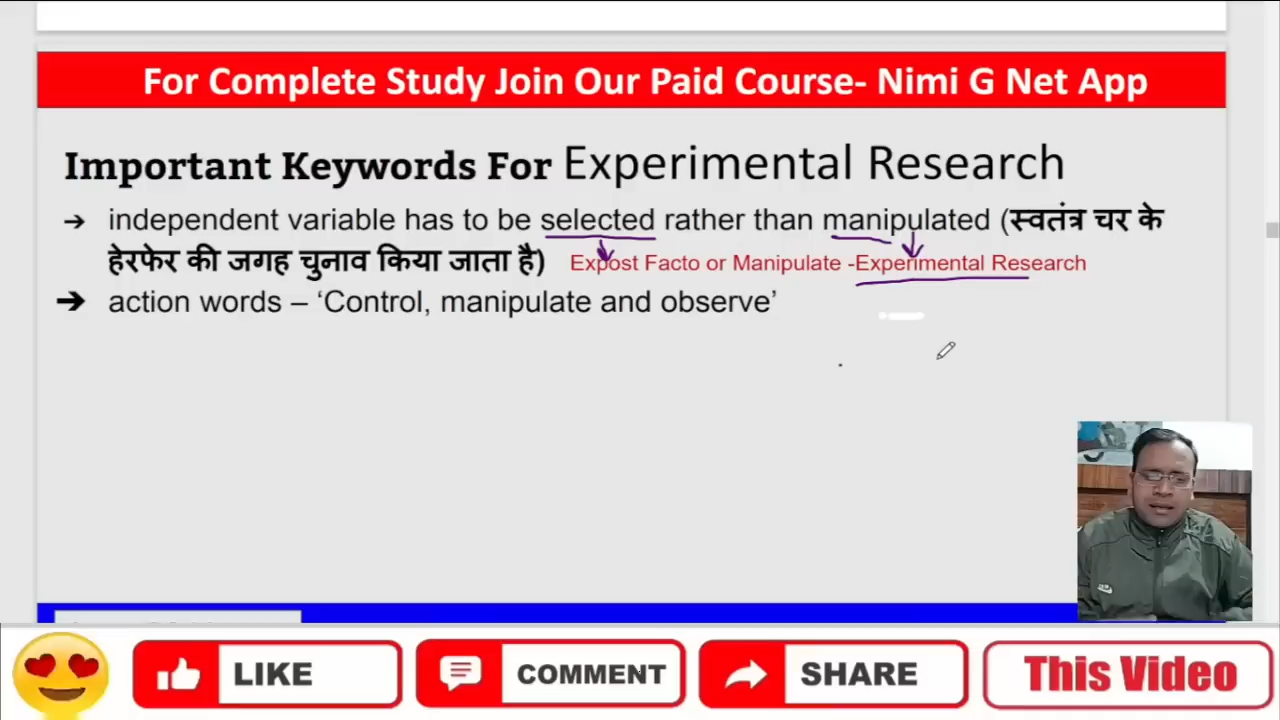 For Complete Study Join Our Paid Course- Nimi G Net App
Important Keywords For Experimental Research
→ independent variable has to be selected rather than manipulated (स्वतंत्र चर के
हेरफेर की जगह चुनाव किया जाता है) Expost Facto or Manipulate -Experimental Research
→ action words – ‘Control, manipulate and observe’
LIKE COMMENT SHARE This Video